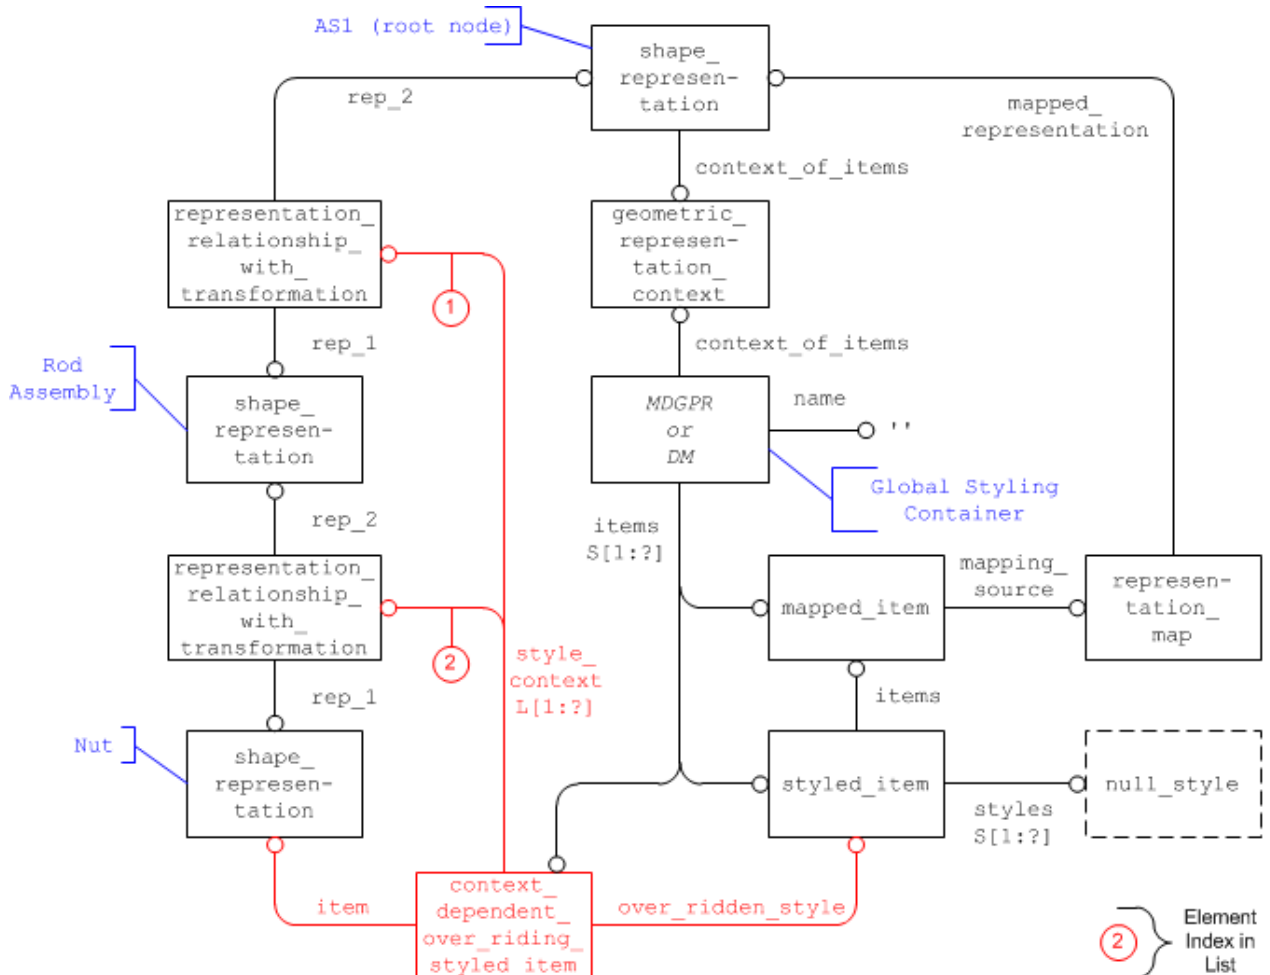 AS1 (root node)
shape_
represen-
tation
rep_2
mapped_
representation
context_of_items
representation_
relationship_
with_
transformation
geometric_
represen-
tation_
context
1
rep_1
context_of_items
Rod
Assembly
shape_
represen-
tation
MDGPR
or
DM
name
''
Global Styling
Container
rep_2
items
S[1:?]
representation_
relationship_
with_
transformation
mapped_item
mapping_
source
represen-
tation_
map
2
style_
context
L[1:?]
rep_1
items
Nut
shape_
represen-
tation
styled_item
styles
S[1:?]
null_style
item
context_
dependent_
over_riding_
styled_item
over_ridden_style
2
Element
Index in
List